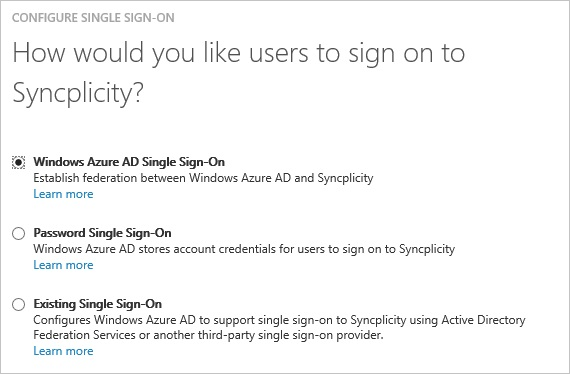 CONFIGURE SINGLE SIGN-ON
How would you like users to sign on to
Syncplicity?
Windows Azure AD Single Sign-On
Establish federation between Windows Azure AD and Syncplicity
Learn more
Password Single Sign-On
Windows Azure AD stores account credentials for users to sign on to Syncplicity
Learn more
Existing Single Sign-On
Configures Windows Azure AD to support single sign-on to Syncplicity using Active Directory
Federation Services or another third-party single sign-on provider.
Learn more